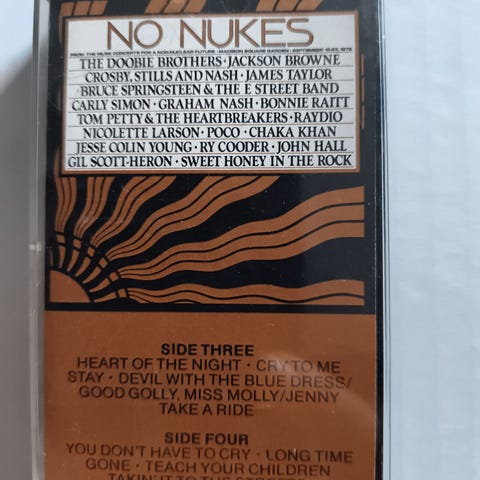 NO NUKES
FROM THE MUSE CONCERTS FOR A NON-NUCLEAR FUTURE • MADISON SQUARE GARDEN • SEPTEMBER 19-23, 1979
THE DOOBIE BROTHERS • JACKSON BROWNE
CROSBY, STILLS AND NASH • JAMES TAYLOR
• BRUCE SPRINGSTEEN & THE E STREET BAND
CARLY SIMON • GRAHAM NASH • BONNIE RAITT
TOM PETTY & THE HEARTBREAKERS • RAYDIO
NICOLETTE LARSON • POCO • CHAKA KHAN
JESSE COLIN YOUNG • RY COODER • JOHN HALL
GIL SCOTT-HERON • SWEET HONEY IN THE ROCK
SIDE THREE
HEART OF THE NIGHT • CRY TO ME
STAY • DEVIL WITH THE BLUE DRESS/
GOOD GOLLY, MISS MOLLY/JENNY
TAKE A RIDE
SIDE FOUR
YOU DON'T HAVE TO CRY • LONG TIME
GONE • TEACH YOUR CHILDREN
TAKIN' IT TO THE STREETS